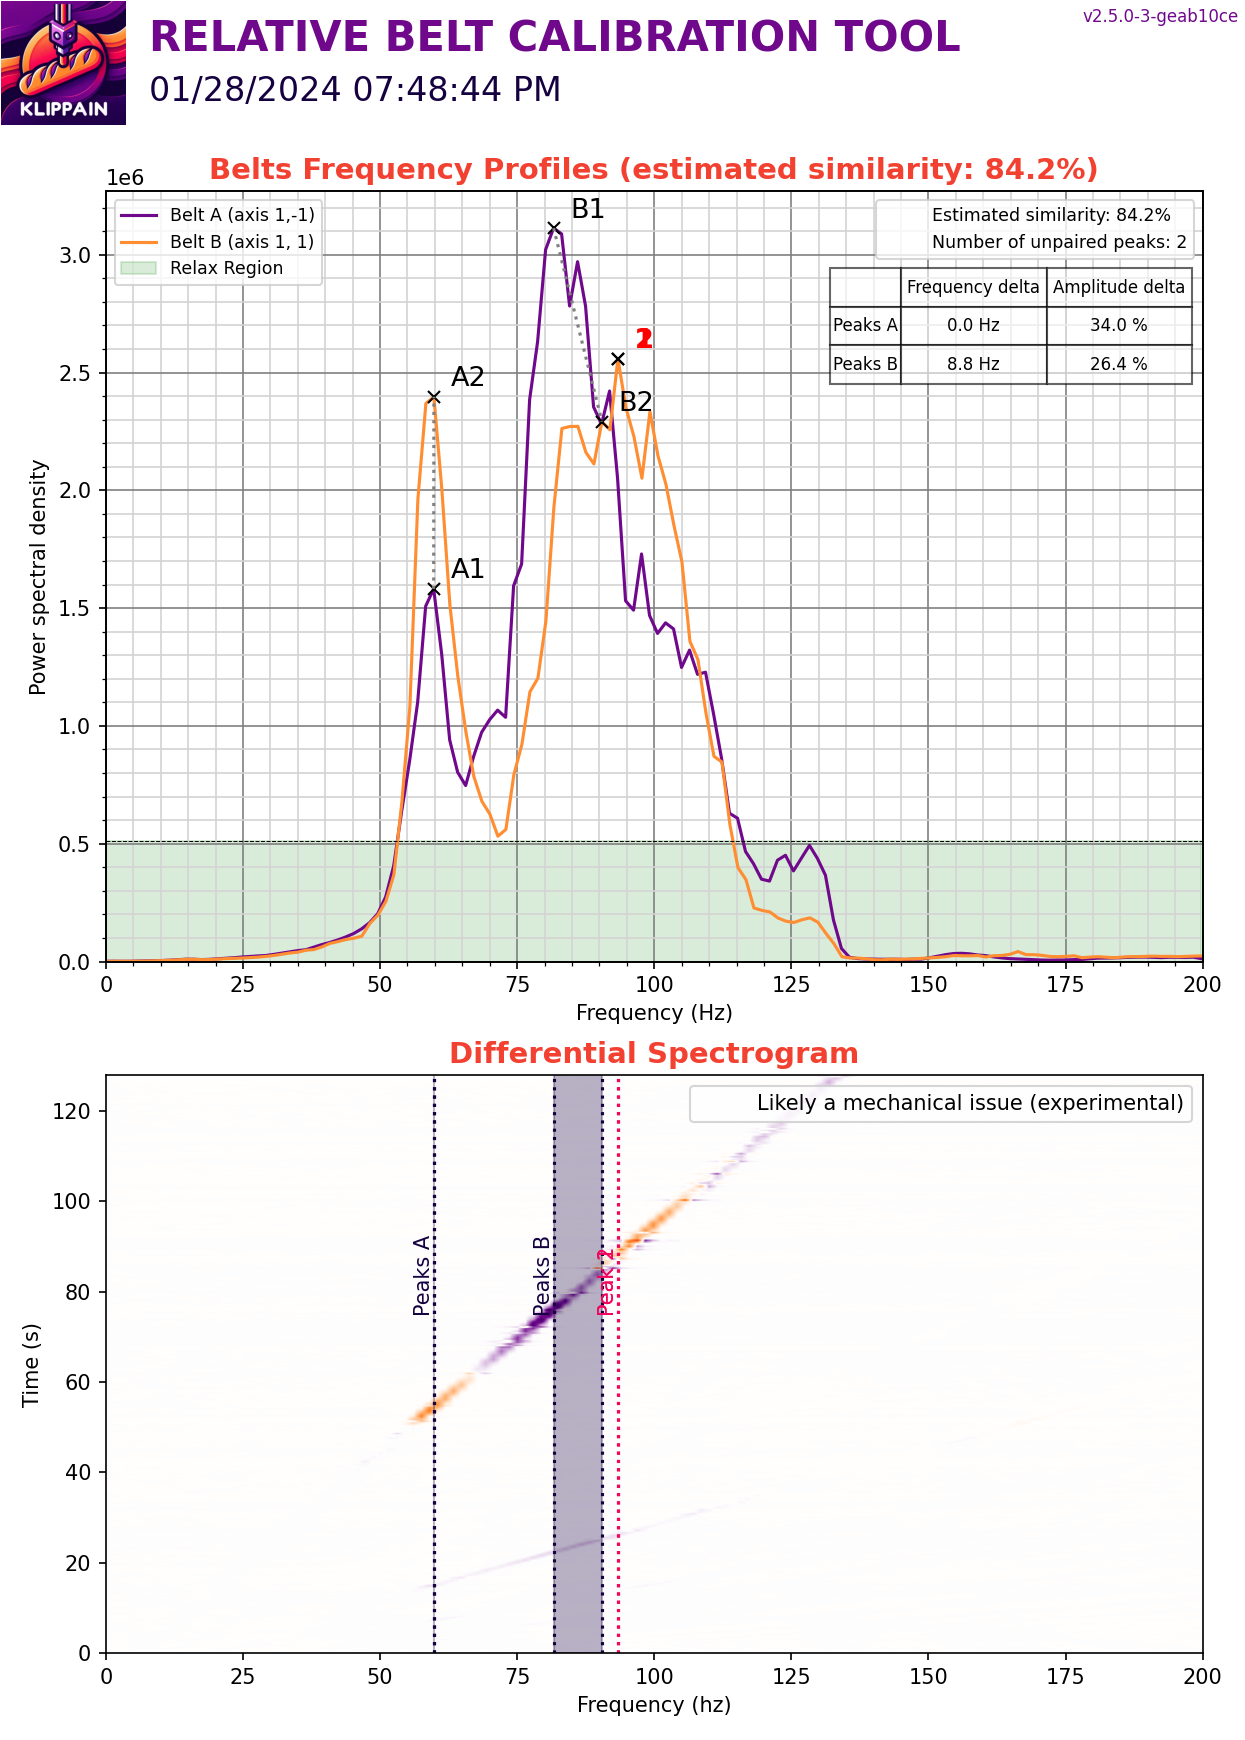 v2.5.0-3-geab10ce
RELATIVE BELT CALIBRATION TOOL
01/28/2024 07:48:44 PM
KLIPPAIN
Belts Frequency Profiles (estimated similarity: 84.2%)
1e6
Belt A (axis 1,-1)
Belt B (axis 1, 1)
Relax Region
Estimated similarity: 84.2%
Number of unpaired peaks: 2
Frequency delta Amplitude delta
Peaks A 0.0 Hz 34.0 %
Peaks B 8.8 Hz 26.4 %
B1
A2
B2
A1
3.0
2.5
2.0
1.5
1.0
0.5
0.0
Power spectral density
0 25 50 75 100 125 150 175 200
Frequency (Hz)
Differential Spectrogram
Likely a mechanical issue (experimental)
Peaks A
Peaks B
Peak
120
100
80
60
40
20
0
Time (s)
0 25 50 75 100 125 150 175 200
Frequency (hz)